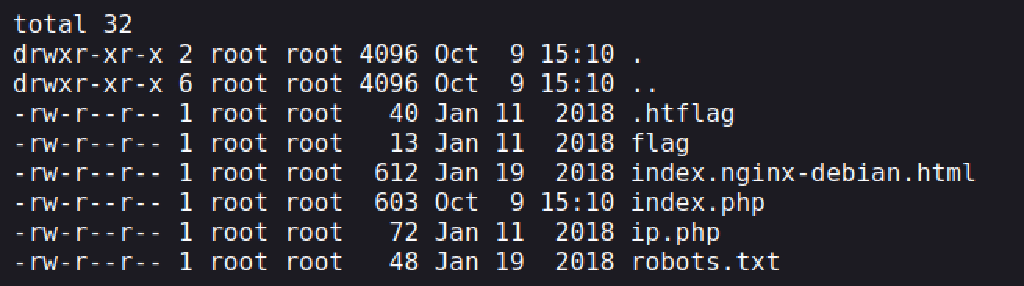 total 32
drwxr-xr-x 2 root root 4096 Oct  9 15:10 .
drwxr-xr-x 6 root root 4096 Oct  9 15:10 ..
-rw-r--r-- 1 root root   40 Jan 11  2018 .htflag
-rw-r--r-- 1 root root   13 Jan 11  2018 flag
-rw-r--r-- 1 root root  612 Jan 19  2018 index.nginx-debian.html
-rw-r--r-- 1 root root  603 Oct  9 15:10 index.php
-rw-r--r-- 1 root root   72 Jan 11  2018 ip.php
-rw-r--r-- 1 root root   48 Jan 19  2018 robots.txt